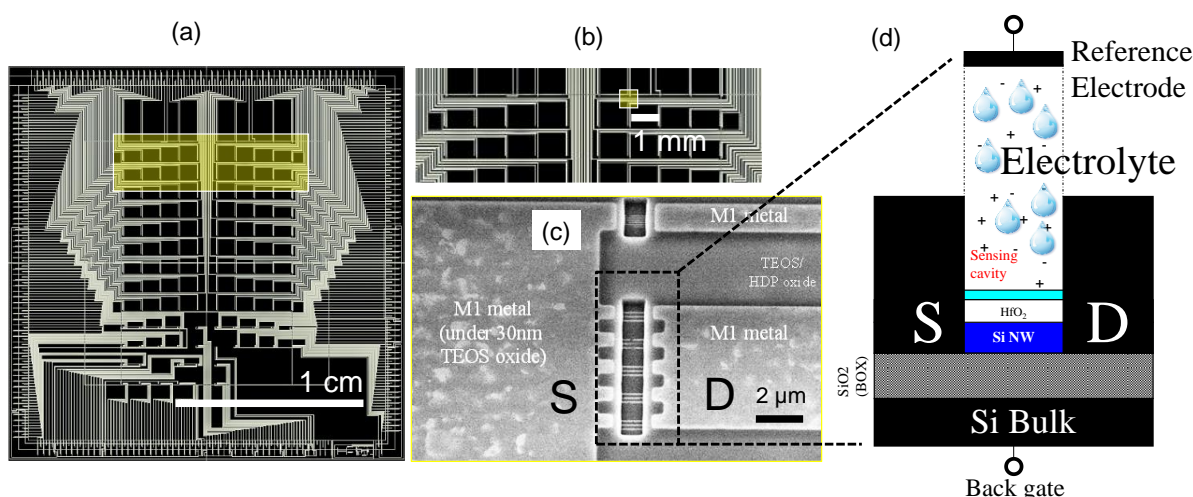 (a)
1 cm
(b)
1 mm
(c)
M1 metal
TEOS/
HDP oxide
M1 metal
(under 30nm
TEOS oxide)
M1 metal
S
D
2 µm
(d)
Reference
Electrode
Electrolyte
Sensing
cavity
HfO2
Si NW
S
D
SiO2
(BOX)
Si Bulk
Back gate